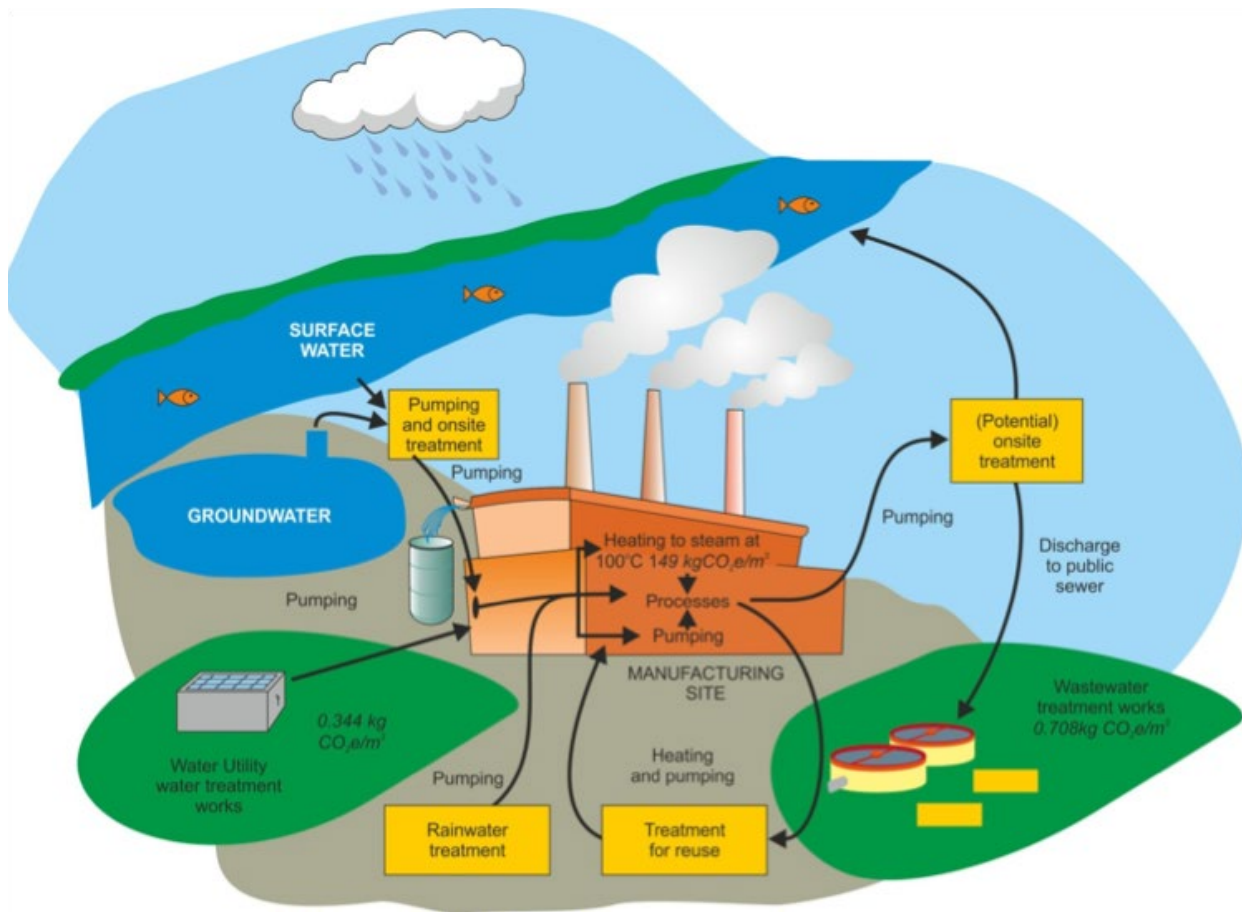 SURFACE
WATER
Pumping
and onsite
treatment
(Potential)
onsite
treatment
Pumping
GROUNDWATER
Pumping
Heating to steam at
100°C 149 kgCO₂e/m³
Discharge
to public
sewer
Pumping
Processes
Pumping
MANUFACTURING
SITE
Wastewater
treatment works
0.708kg CO₂e/m³
0.344 kg
CO₂e/m³
Water Utility
water treatment
works
Pumping
Heating
and pumping
Rainwater
treatment
Treatment
for reuse